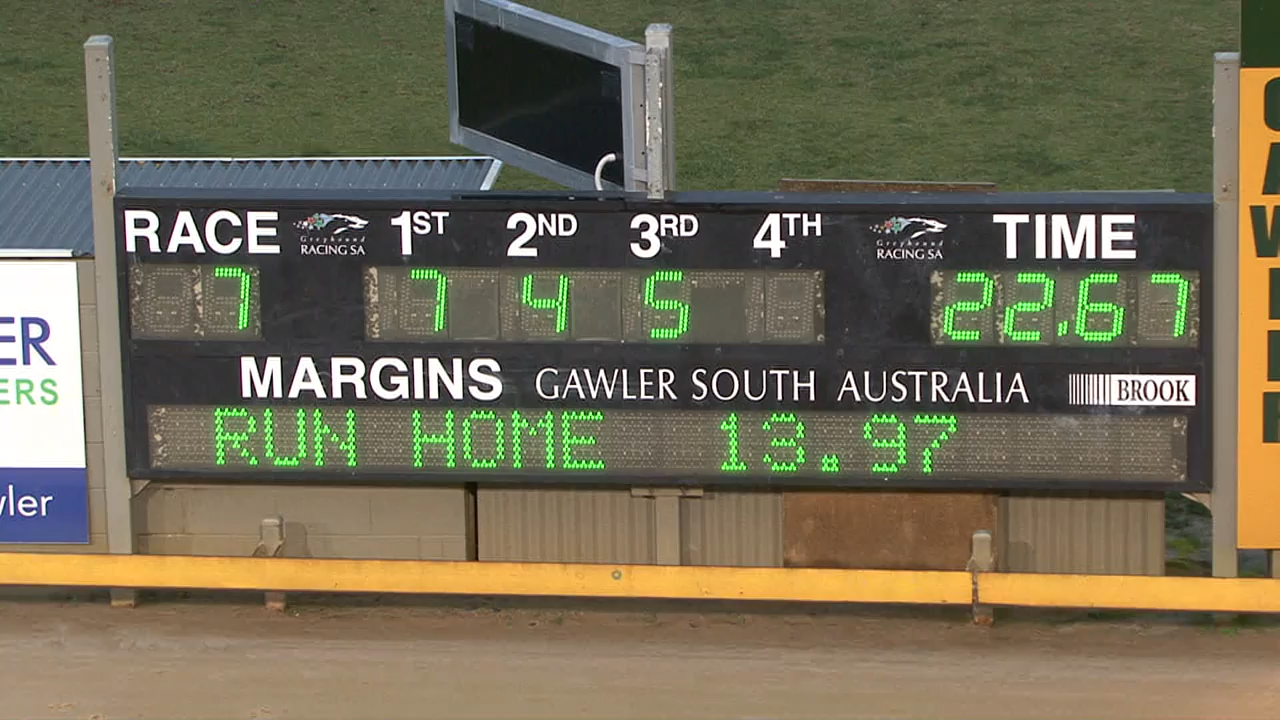 RACE Greyhound RACING SA 1ST 2ND 3RD 4TH Greyhound RACING SA TIME
7 7 4 5 22.67
MARGINS GAWLER SOUTH AUSTRALIA BROOK
RUN HOME 13.97
ER
ERS
wler